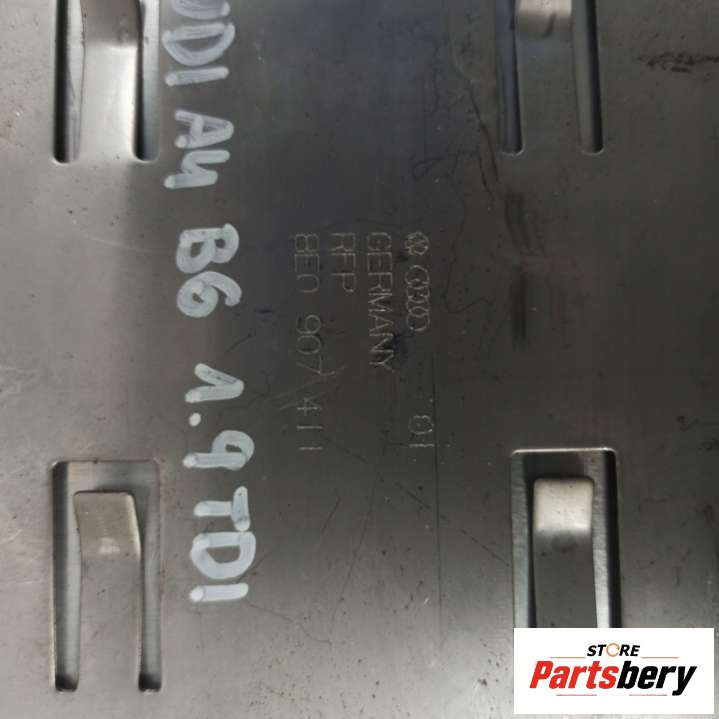 UDI A4 B6 1.9 TDI
01
GERMANY
RFP
8E0 907 411
STORE
Partsbery